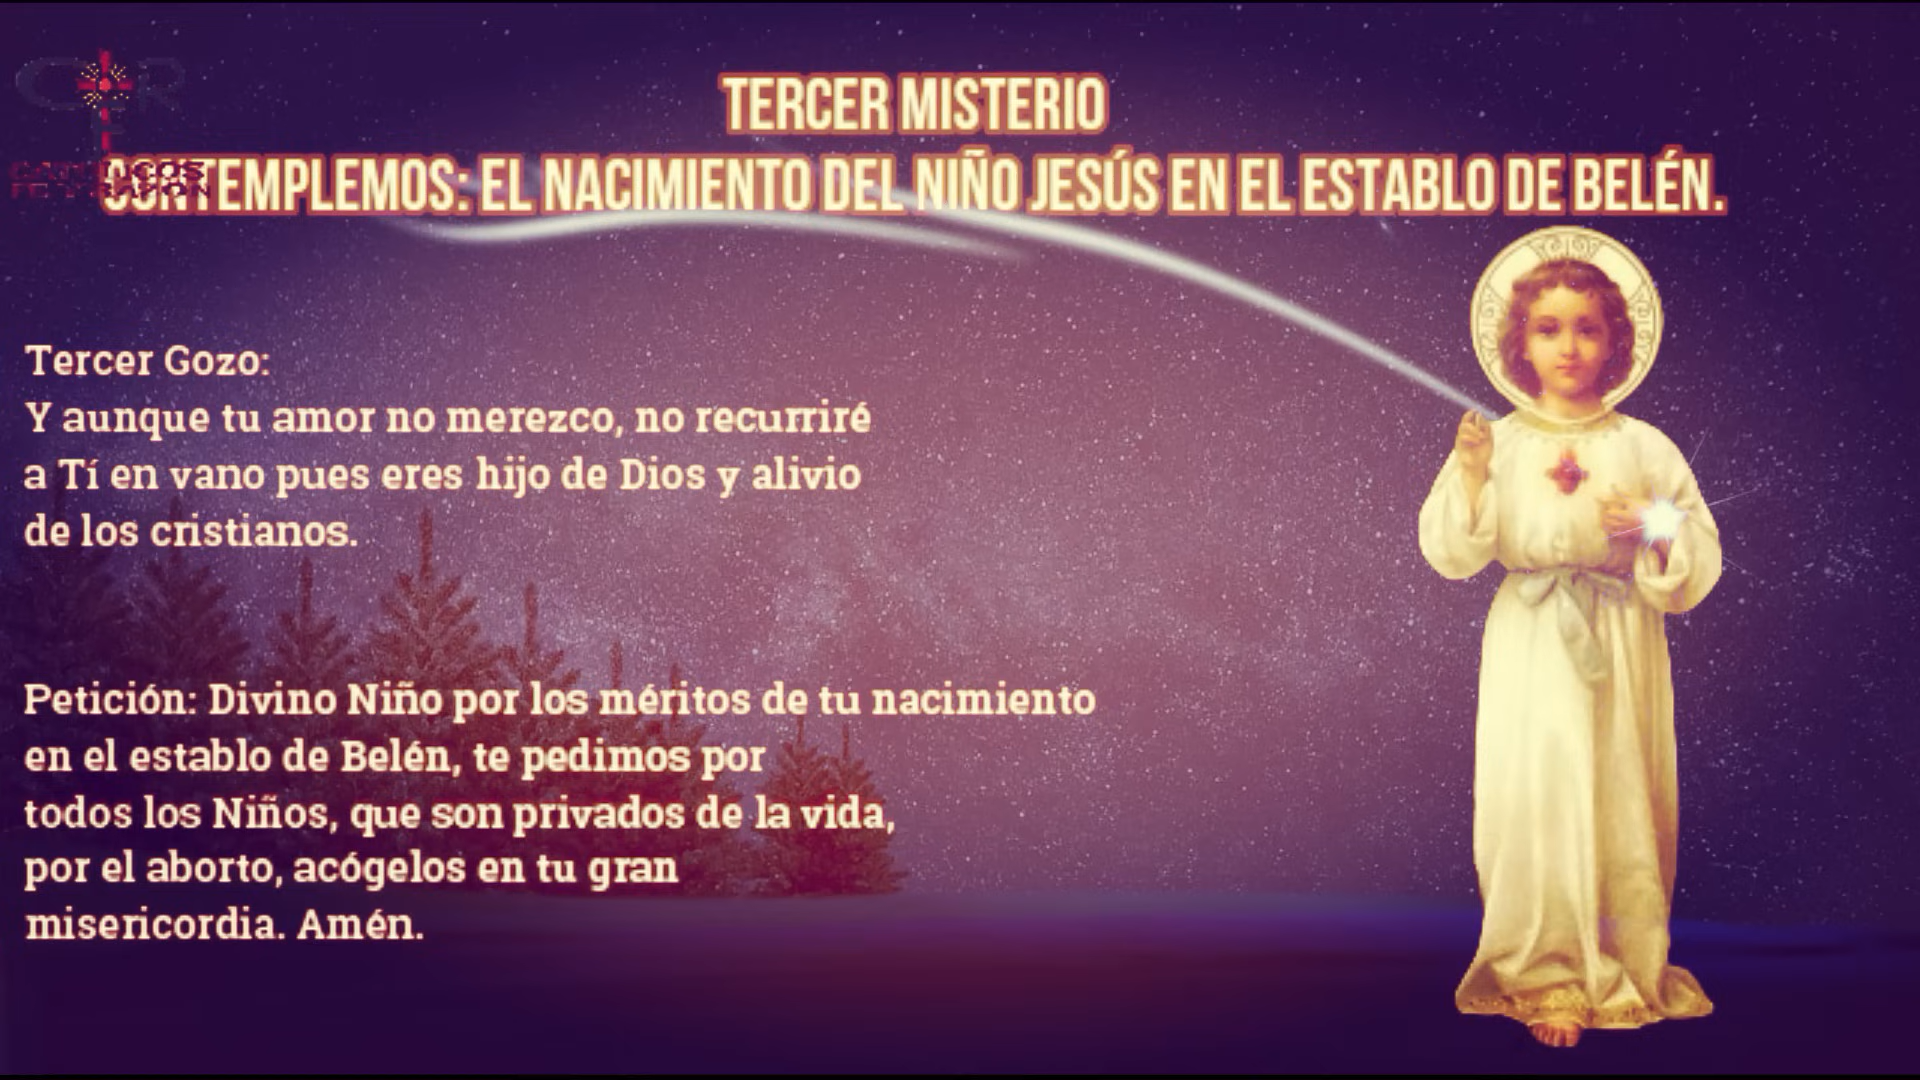 TERCER MISTERIO
CONTEMPLEMOS: EL NACIMIENTO DEL NIÑO JESÚS EN EL ESTABLO DE BELÉN.
Tercer Gozo:
Y aunque tu amor no merezco, no recurriré
a Tí en vano pues eres hijo de Dios y alivio
de los cristianos.
Petición: Divino Niño por los méritos de tu nacimiento
en el establo de Belén, te pedimos por
todos los Niños, que son privados de la vida,
por el aborto, acógelos en tu gran
misericordia. Amén.